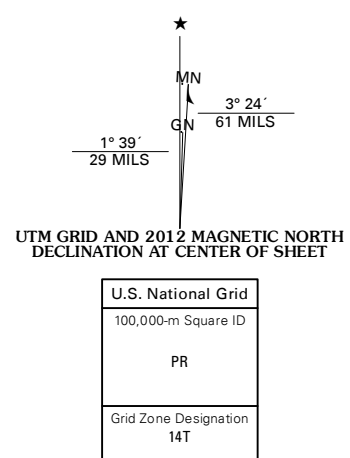 ★
MN
3° 24´
61 MILS
GN
1° 39´
29 MILS
UTM GRID AND 2012 MAGNETIC NORTH
DECLINATION AT CENTER OF SHEET
U.S. National Grid
100,000-m Square ID
PR
Grid Zone Designation
14T